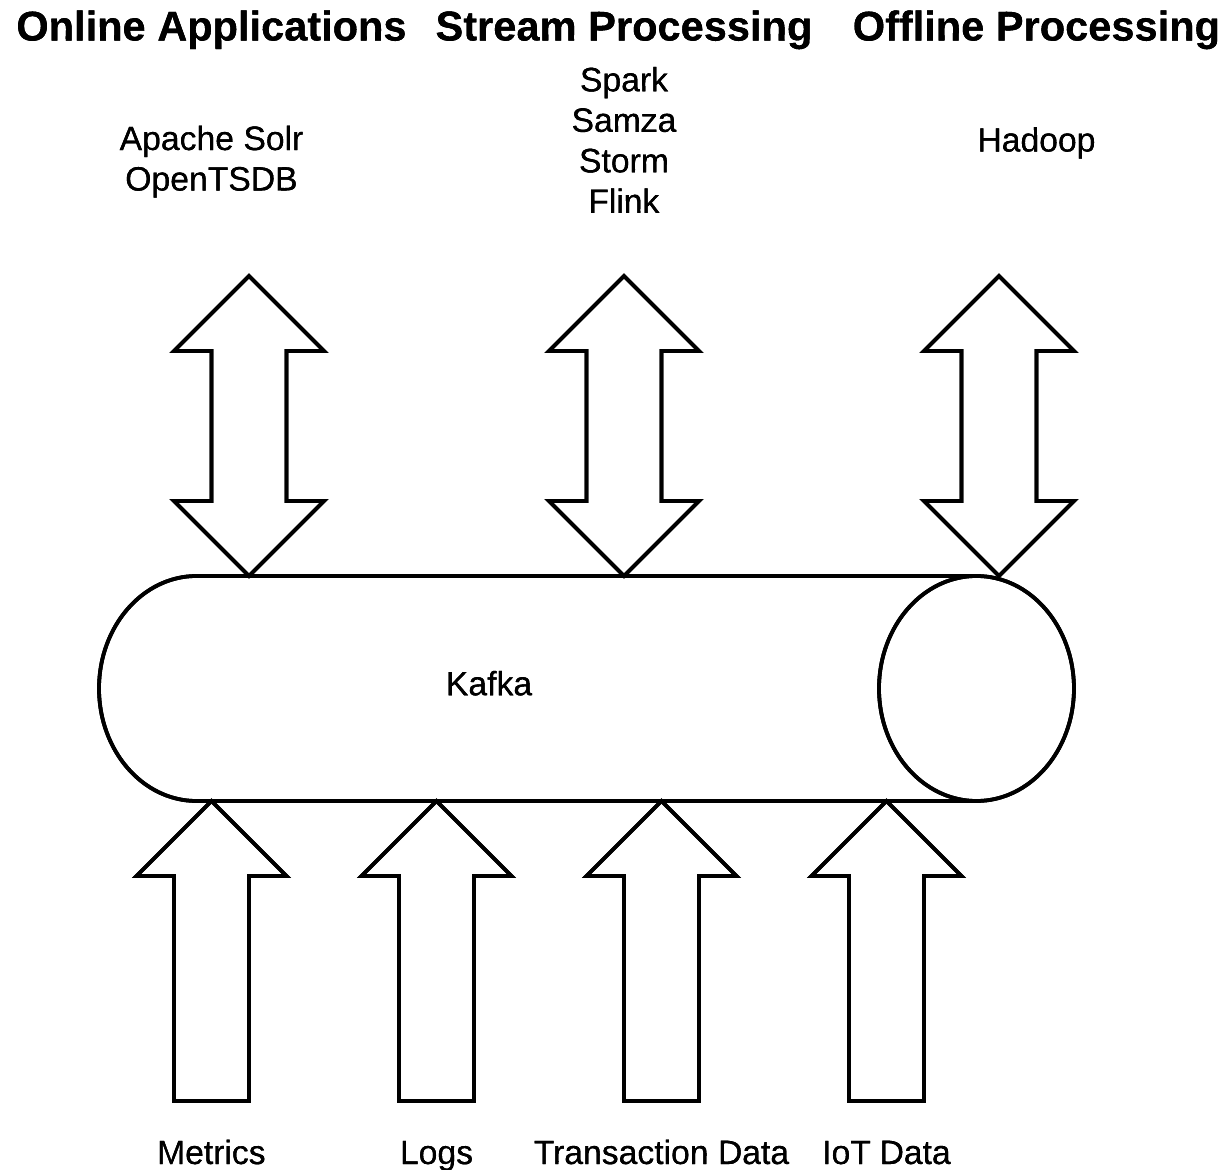 Online Applications
Stream Processing
Offline Processing
Apache Solr
OpenTSDB
Spark
Samza
Storm
Flink
Hadoop
Kafka
Metrics
Logs
Transaction Data
IoT Data